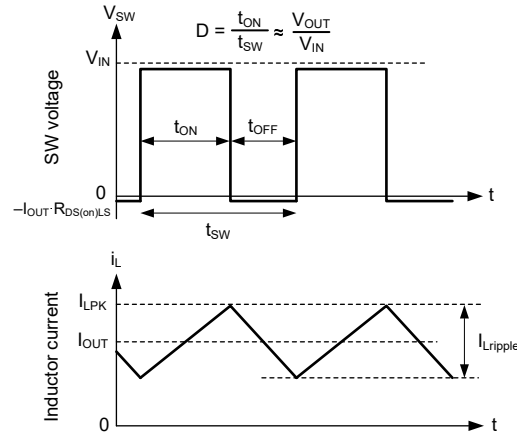 V_SW
D = t_ON / t_SW ≈ V_OUT / V_IN
V_IN
SW voltage
t_ON
t_OFF
0
t
–I_OUT·R_DS(on)LS
t_SW
i_L
I_LPK
Inductor current
I_OUT
I_Lripple
0
t